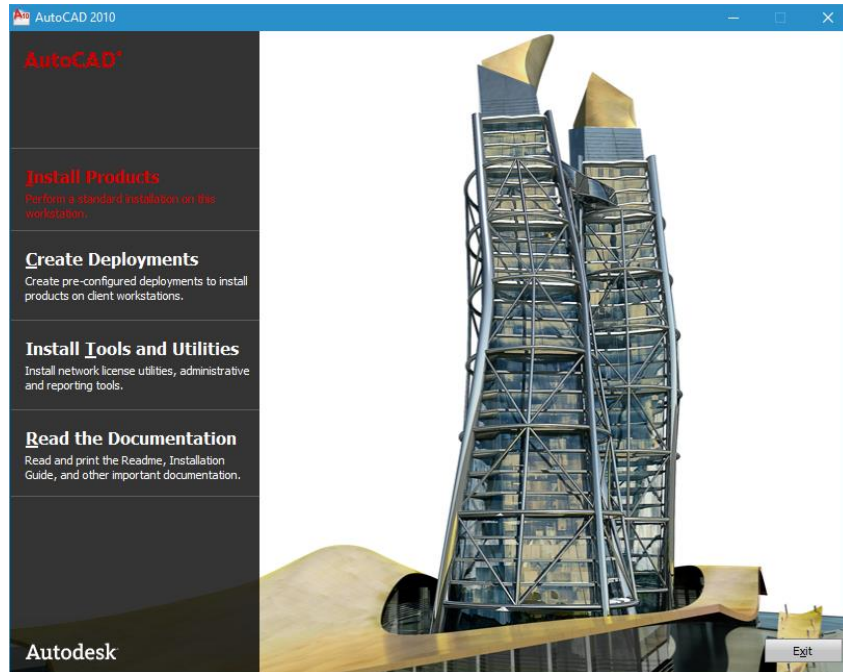 AutoCAD 2010
AutoCAD®
Install Products
Perform a standard installation on this
workstation.
Create Deployments
Create pre-configured deployments to install
products on client workstations.
Install Tools and Utilities
Install network license utilities, administrative
and reporting tools.
Read the Documentation
Read and print the Readme, Installation
Guide, and other important documentation.
Autodesk
Exit